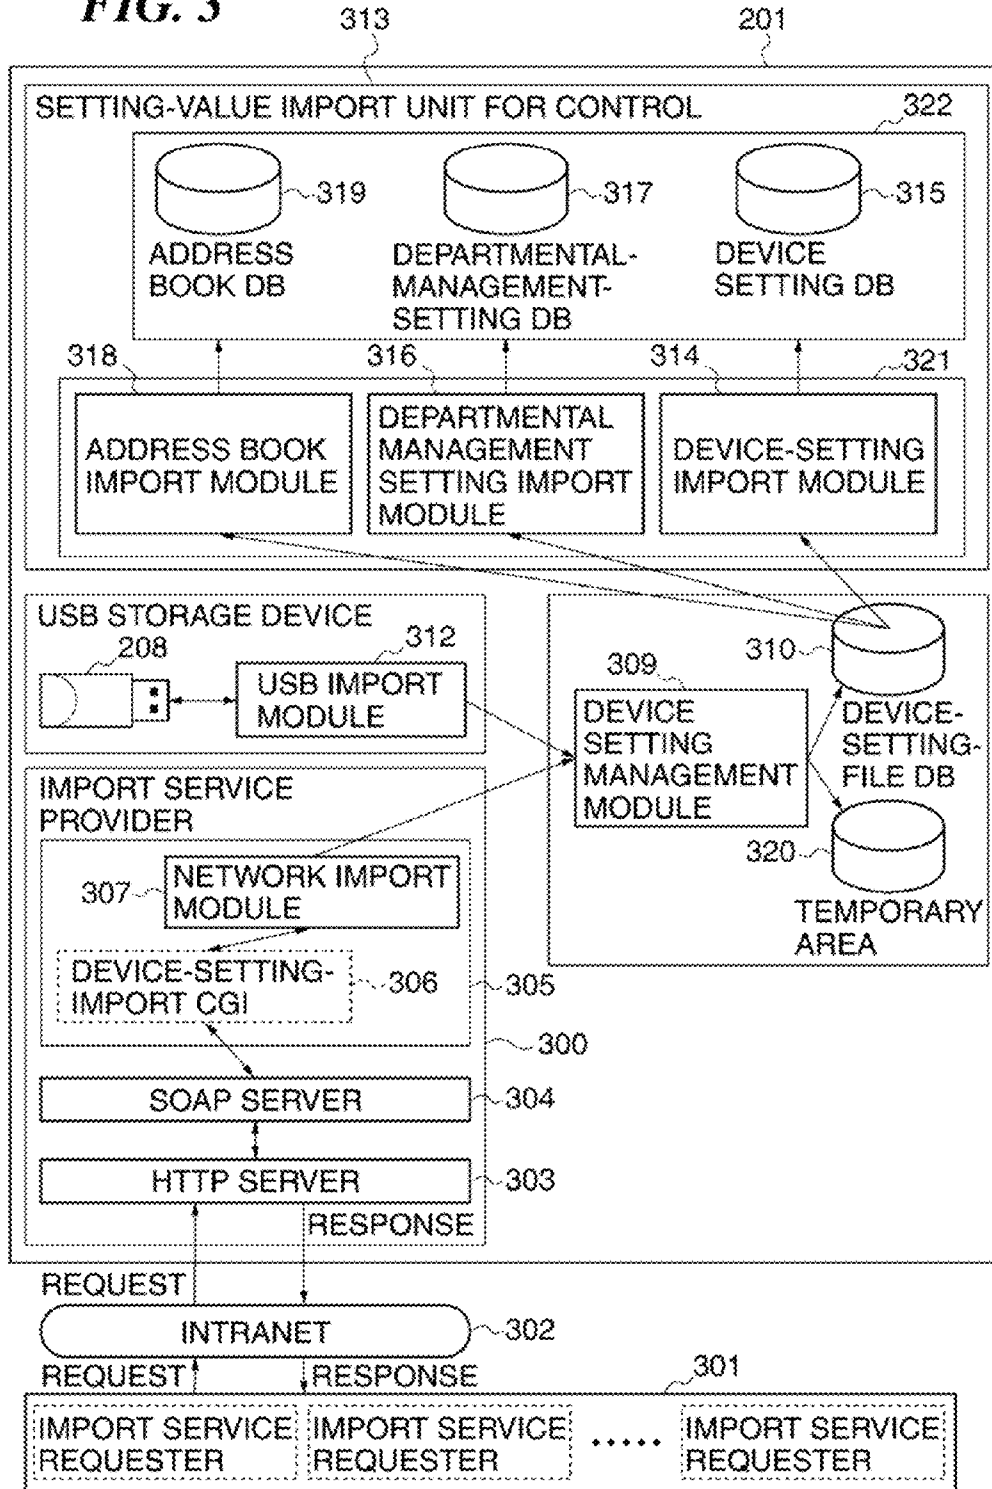 FIG. 3
313
201
SETTING-VALUE IMPORT UNIT FOR CONTROL
322
319
317
315
ADDRESS
BOOK DB
DEPARTMENTAL-
MANAGEMENT-
SETTING DB
DEVICE
SETTING DB
318
316
314
321
ADDRESS BOOK
IMPORT MODULE
DEPARTMENTAL
MANAGEMENT
SETTING IMPORT
MODULE
DEVICE-SETTING
IMPORT MODULE
USB STORAGE DEVICE
208
312
USB IMPORT
MODULE
309
310
DEVICE
SETTING
MANAGEMENT
MODULE
DEVICE-
SETTING-
FILE DB
320
TEMPORARY
AREA
IMPORT SERVICE
PROVIDER
307
NETWORK IMPORT
MODULE
DEVICE-SETTING-
IMPORT CGI
306
305
300
SOAP SERVER
304
HTTP SERVER
303
RESPONSE
REQUEST
INTRANET
302
REQUEST
RESPONSE
301
IMPORT SERVICE
REQUESTER
IMPORT SERVICE
REQUESTER
.....
IMPORT SERVICE
REQUESTER